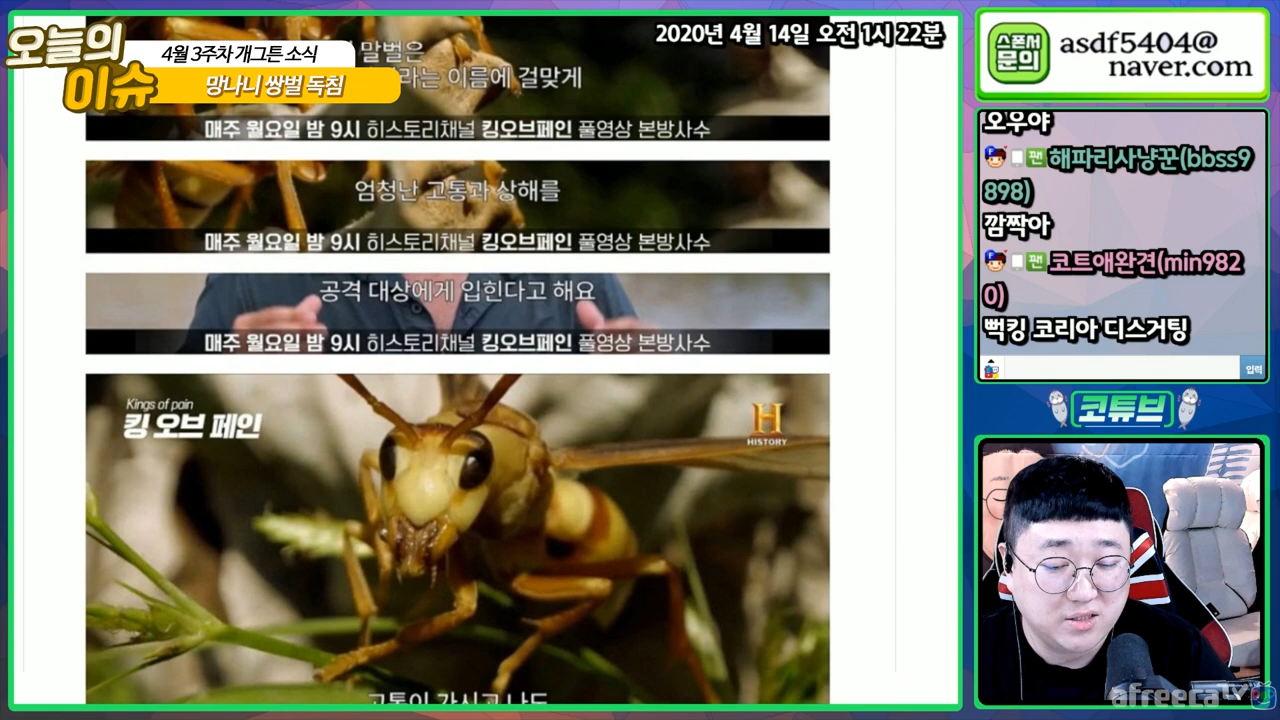 오늘의
이슈
4월 3주차 개그튼 소식
망나니 쌍벌 독침
2020년 4월 14일 오전 1시 22분
말벌은
라는 이름에 걸맞게
매주 월요일 밤 9시 히스토리채널 킹오브페인 풀영상 본방사수
엄청난 고통과 상해를
매주 월요일 밤 9시 히스토리채널 킹오브페인 풀영상 본방사수
공격 대상에게 입힌다고 해요
매주 월요일 밤 9시 히스토리채널 킹오브페인 풀영상 본방사수
Kings of pain
킹 오브 페인
H
HISTORY
고통이 가시고 나도
스폰서
문의
asdf5404@
naver.com
오우야
팬 해파리사냥꾼(bbss9
898)
깜짝아
팬 코트애완견(min982
0)
뻑킹 코리아 디스거팅
입력
코튜브
afreecaTV